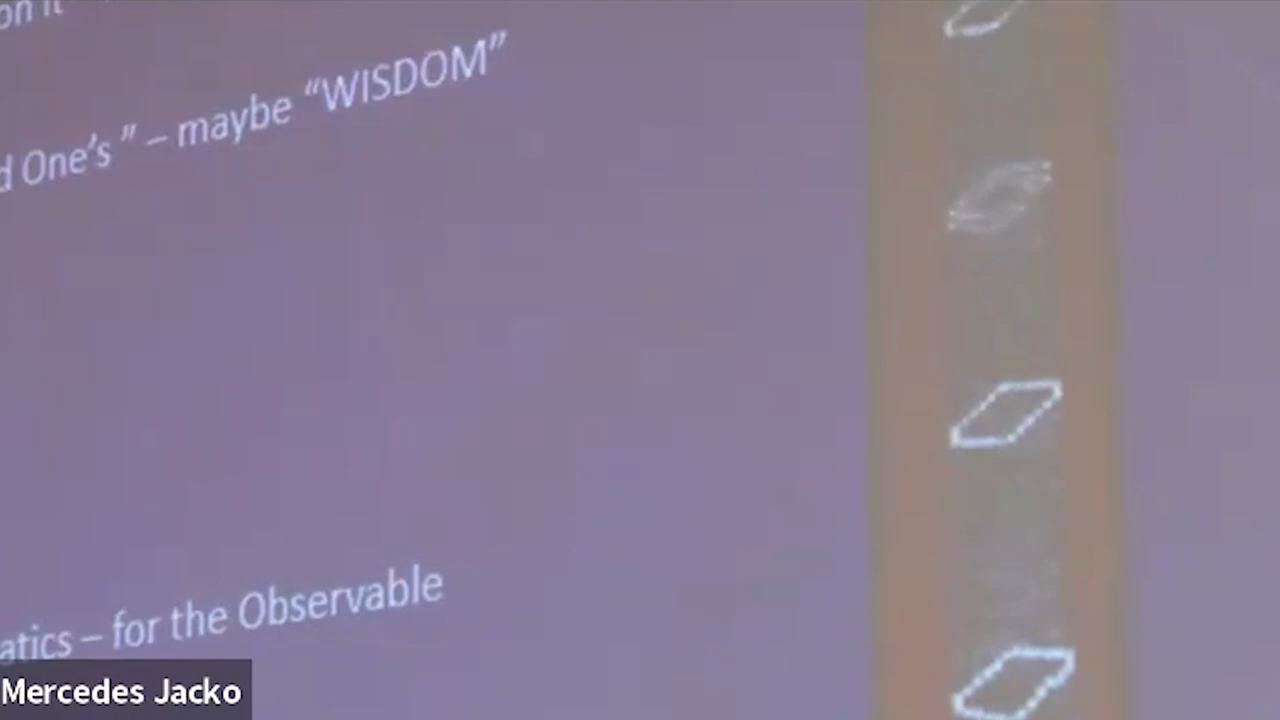 on it
d One's ” – maybe “WISDOM”
atics – for the Observable
Mercedes Jacko